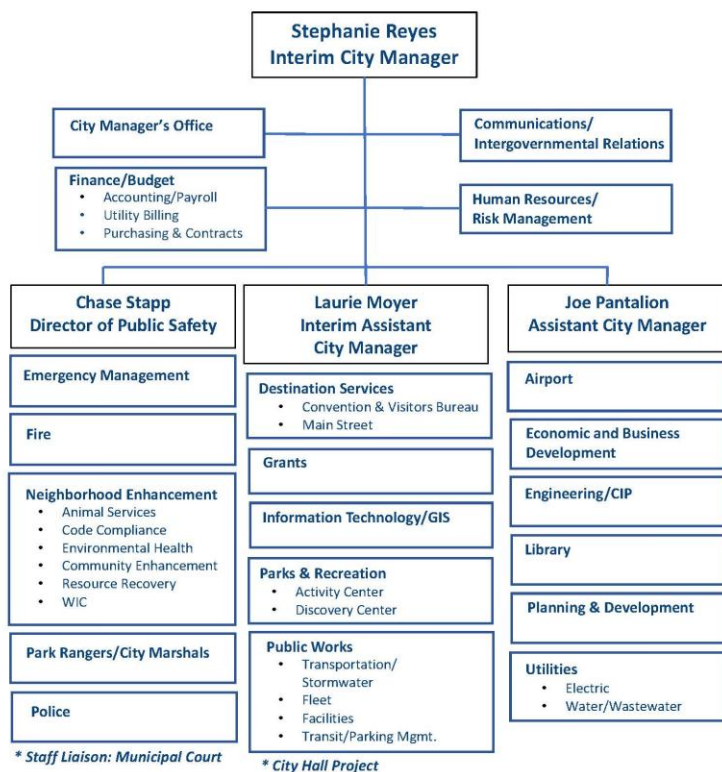 Stephanie Reyes
Interim City Manager
City Manager's Office
Communications/
Intergovernmental Relations
Finance/Budget
• Accounting/Payroll
• Utility Billing
• Purchasing & Contracts
Human Resources/
Risk Management
Chase Stapp
Director of Public Safety
Emergency Management
Fire
Neighborhood Enhancement
• Animal Services
• Code Compliance
• Environmental Health
• Community Enhancement
• Resource Recovery
• WIC
Park Rangers/City Marshals
Police
* Staff Liaison: Municipal Court
Laurie Moyer
Interim Assistant
City Manager
Destination Services
• Convention & Visitors Bureau
• Main Street
Grants
Information Technology/GIS
Parks & Recreation
• Activity Center
• Discovery Center
Public Works
• Transportation/
Stormwater
• Fleet
• Facilities
• Transit/Parking Mgmt.
* City Hall Project
Joe Pantalion
Assistant City Manager
Airport
Economic and Business
Development
Engineering/CIP
Library
Planning & Development
Utilities
• Electric
• Water/Wastewater